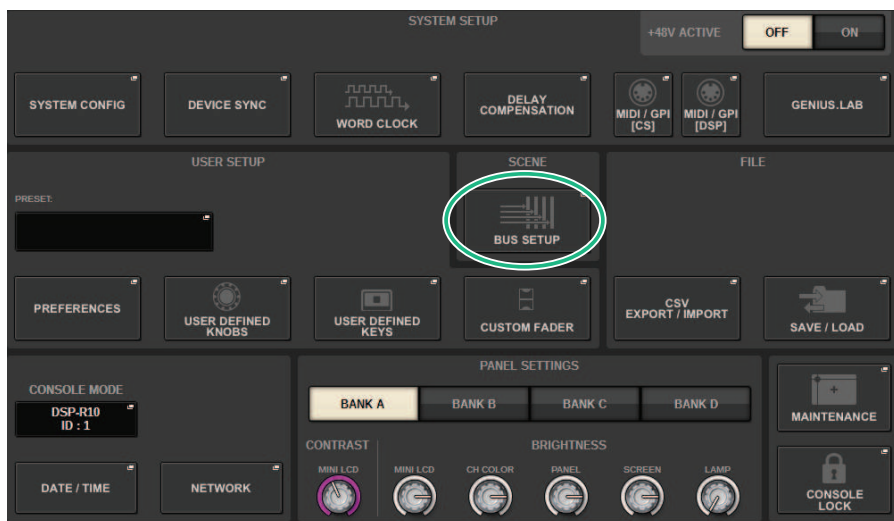 SYSTEM SETUP
+48V ACTIVE
OFF
ON
SYSTEM CONFIG
DEVICE SYNC
WORD CLOCK
DELAY
COMPENSATION
MIDI / GPI
[CS]
MIDI / GPI
[DSP]
GENIUS.LAB
USER SETUP
SCENE
FILE
PRESET:
BUS SETUP
PREFERENCES
USER DEFINED
KNOBS
USER DEFINED
KEYS
CUSTOM FADER
CSV
EXPORT / IMPORT
SAVE / LOAD
PANEL SETTINGS
CONSOLE MODE
DSP-R10
ID : 1
BANK A
BANK B
BANK C
BANK D
MAINTENANCE
CONTRAST
BRIGHTNESS
MINI LCD
MINI LCD
CH COLOR
PANEL
SCREEN
LAMP
DATE / TIME
NETWORK
CONSOLE
LOCK